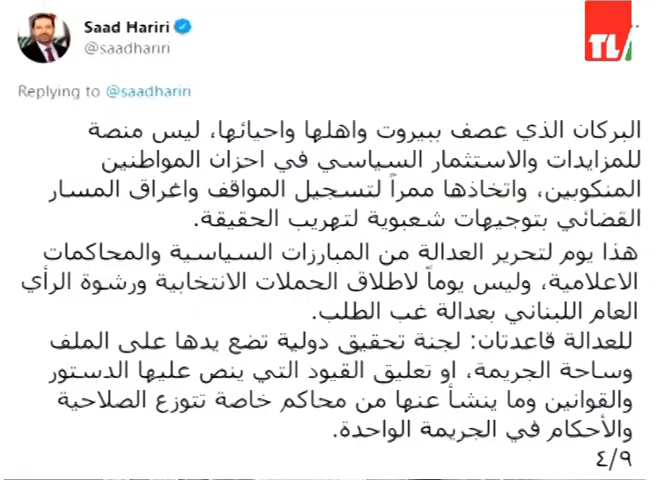 Saad Hariri
@saadhariri
TL/
Replying to @saadhariri
البركان الذي عصف ببيروت واهلها واحيائها، ليس منصة
للمزايدات والاستثمار السياسي في احزان المواطنين
المنكوبين، واتخاذها ممراً لتسجيل المواقف واغراق المسار
القضائي بتوجيهات شعبوية لتهريب الحقيقة.
هذا يوم لتحرير العدالة من المبارزات السياسية والمحاكمات
الاعلامية، وليس يوماً لاطلاق الحملات الانتخابية ورشوة الرأي
العام اللبناني بعدالة غب الطلب.
للعدالة قاعدتان: لجنة تحقيق دولية تضع يدها على الملف
وساحة الجريمة، او تعليق القيود التي ينص عليها الدستور
والقوانين وما ينشأ عنها من محاكم خاصة تتوزع الصلاحية
والأحكام في الجريمة الواحدة.
٤/٩